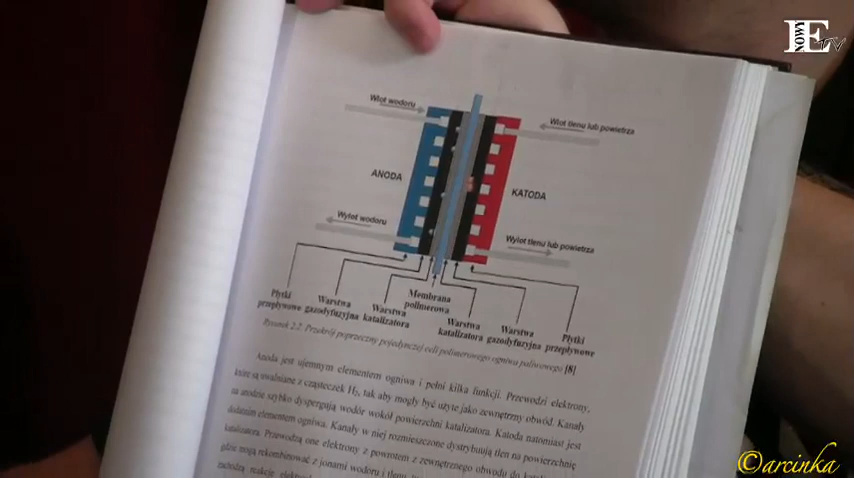 NOWY
IE
TV
Wlot wodoru
Wlot tlenu lub powietrza
ANODA
KATODA
Wylot wodoru
Wylot tlenu lub powietrza
Płytki przepływowe
Warstwa gazodyfuzyjna
Warstwa katalizatora
Membrana polimerowa
Warstwa katalizatora
Warstwa gazodyfuzyjna
Płytki przepływowe
Rysunek 2.2. Przekrój poprzeczny pojedynczej celi polimerowego ogniwa paliwowego [8]
Anoda jest ujemnym elementem ogniwa i pełni kilka funkcji. Przewodzi elektrony,
które są uwalniane z cząsteczek H2, tak aby mogły być użyte jako zewnętrzny obwód. Kanały
na anodzie szybko dyspergają wodór wokół powierzchni katalizatora. Katoda natomiast jest
dodatnim elementem ogniwa. Kanały w niej rozmieszczone dystrybuują tlen na powierzchnię
katalizatora. Przewodzą one elektrony z powrotem z zewnętrznego obwodu do
gdzie mogą rekombinować z jonami wodoru i tlenu
©arcinka